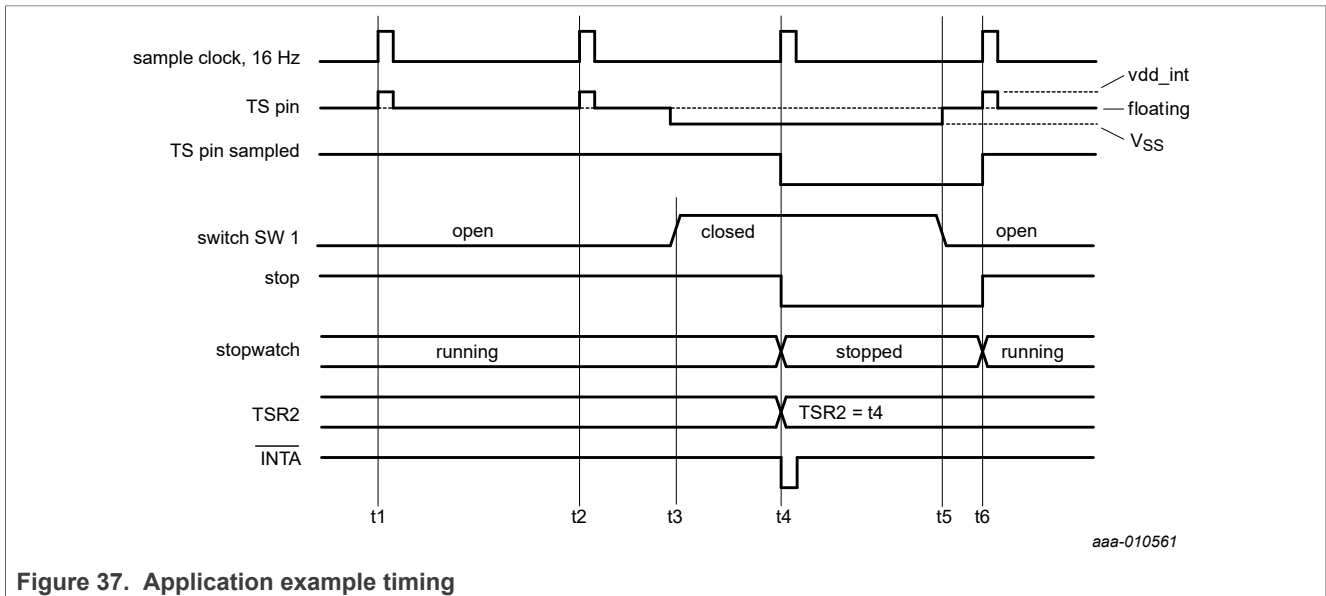 sample clock, 16 Hz
vdd_int
TS pin
floating
VSS
TS pin sampled
switch SW 1
open
closed
open
stop
stopwatch
running
stopped
running
TSR2
TSR2 = t4
INTA
t1 t2 t3 t4 t5 t6
aaa-010561
Figure 37. Application example timing